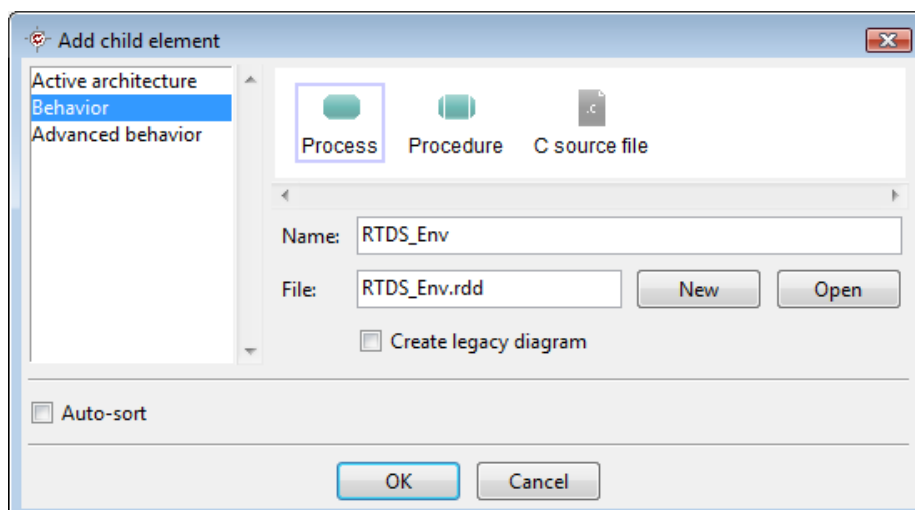 Add child element
Active architecture
Behavior
Advanced behavior
.c
Process Procedure C source file
Name: RTDS_Env
File: RTDS_Env.rdd New Open
Create legacy diagram
Auto-sort
OK Cancel